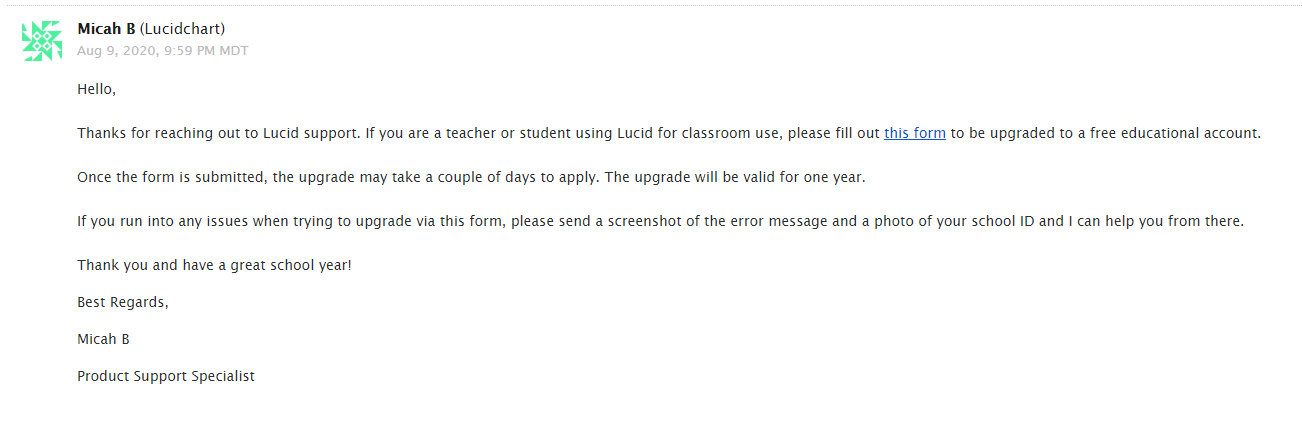 Micah B (Lucidchart)
Aug 9, 2020, 9:59 PM MDT
Hello,
Thanks for reaching out to Lucid support. If you are a teacher or student using Lucid for classroom use, please fill out this form to be upgraded to a free educational account.
Once the form is submitted, the upgrade may take a couple of days to apply. The upgrade will be valid for one year.
If you run into any issues when trying to upgrade via this form, please send a screenshot of the error message and a photo of your school ID and I can help you from there.
Thank you and have a great school year!
Best Regards,
Micah B
Product Support Specialist